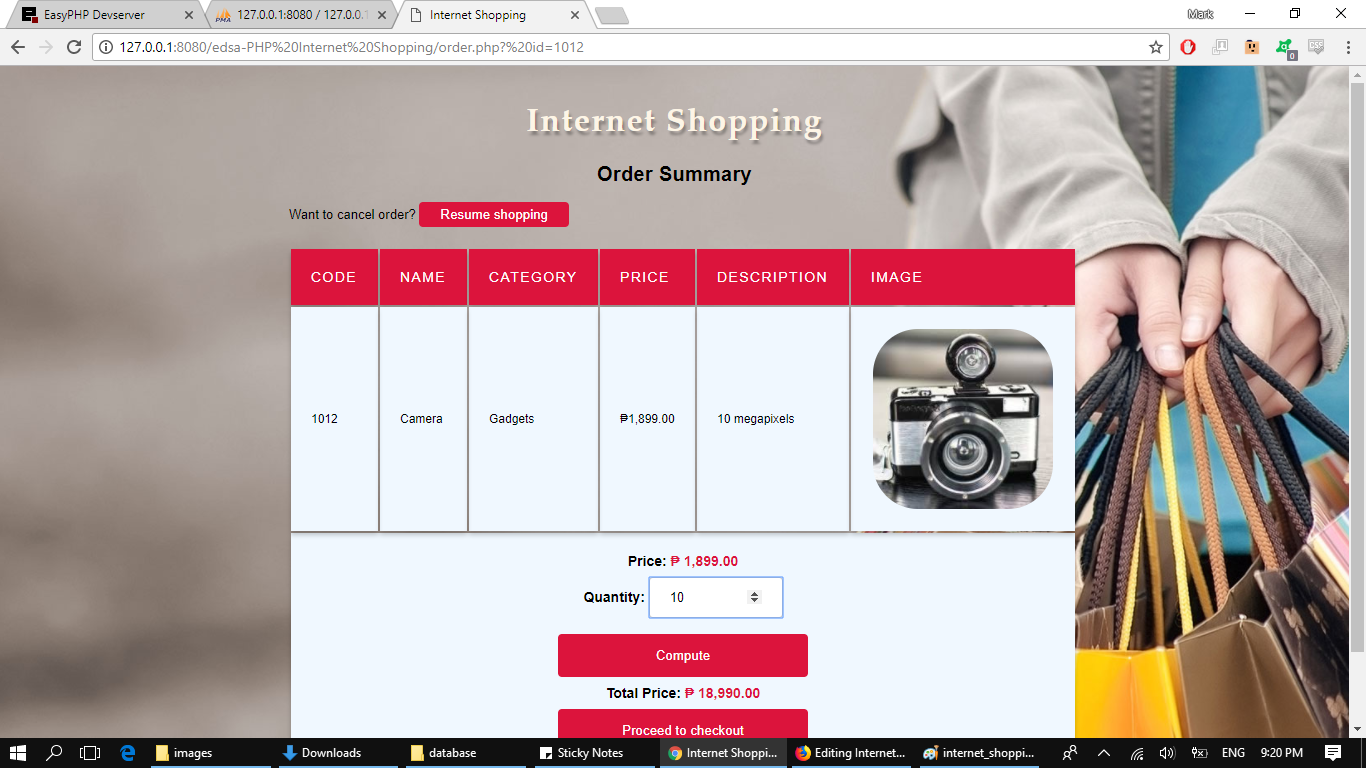 EasyPHP Devserver
127.0.0.1:8080 / 127.0.0.1
Internet Shopping
Mark
127.0.0.1:8080/edsa-PHP%20Internet%20Shopping/order.php?%20id=1012
0
Internet Shopping
Order Summary
Want to cancel order? Resume shopping
CODE NAME CATEGORY PRICE DESCRIPTION IMAGE
1012 Camera Gadgets ₱1,899.00 10 megapixels
Price: ₱ 1,899.00
Quantity: 10
Compute
Total Price: ₱ 18,990.00
Proceed to checkout
images Downloads database Sticky Notes Internet Shoppi... Editing Internet... internet_shoppi... ENG 9:20 PM